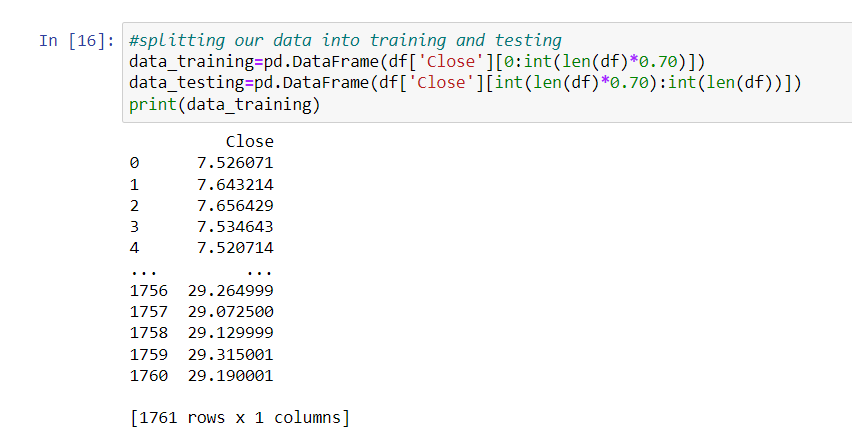 In [16]: #splitting our data into training and testing
data_training=pd.DataFrame(df['Close'][0:int(len(df)*0.70)])
data_testing=pd.DataFrame(df['Close'][int(len(df)*0.70):int(len(df))])
print(data_training)
Close
0 7.526071
1 7.643214
2 7.656429
3 7.534643
4 7.520714
... ...
1756 29.264999
1757 29.072500
1758 29.129999
1759 29.315001
1760 29.190001
[1761 rows x 1 columns]